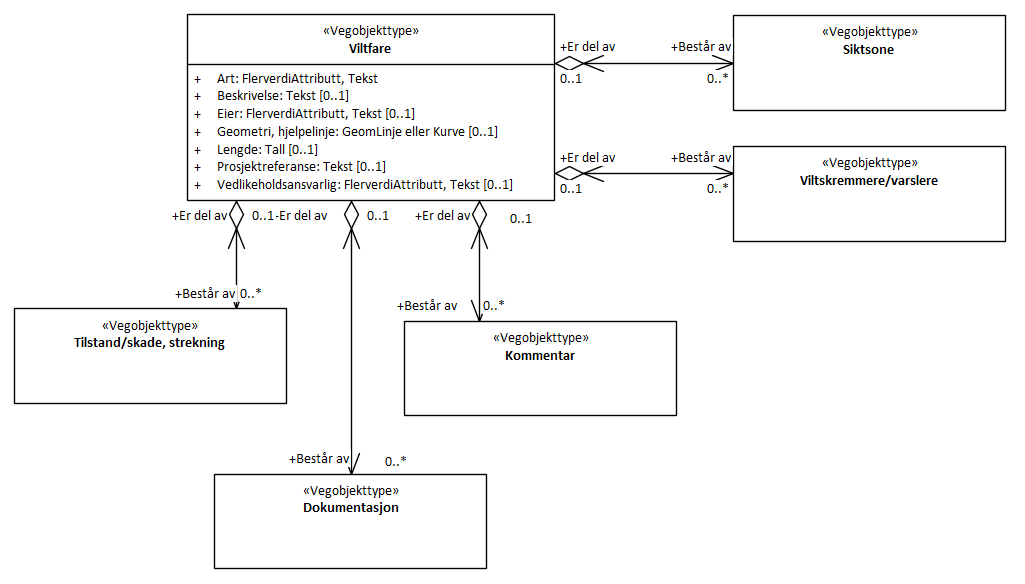 «Vegobjekttype»
Viltfare
+ Art: FlerverdiAttributt, Tekst
+ Beskrivelse: Tekst [0..1]
+ Eier: FlerverdiAttributt, Tekst [0..1]
+ Geometri, hjelpelinje: GeomLinje eller Kurve [0..1]
+ Lengde: Tall [0..1]
+ Prosjektreferanse: Tekst [0..1]
+ Vedlikeholdsansvarlig: FlerverdiAttributt, Tekst [0..1]
+Er del av +Består av
0..1 0..*
«Vegobjekttype»
Siktsone
+Er del av +Består av
0..1 0..*
«Vegobjekttype»
Viltskremmere/varslere
+Er del av 0..1 -Er del av 0..1 +Er del av 0..1
+Består av 0..*
«Vegobjekttype»
Tilstand/skade, strekning
+Består av 0..*
«Vegobjekttype»
Kommentar
+Består av 0..*
«Vegobjekttype»
Dokumentasjon